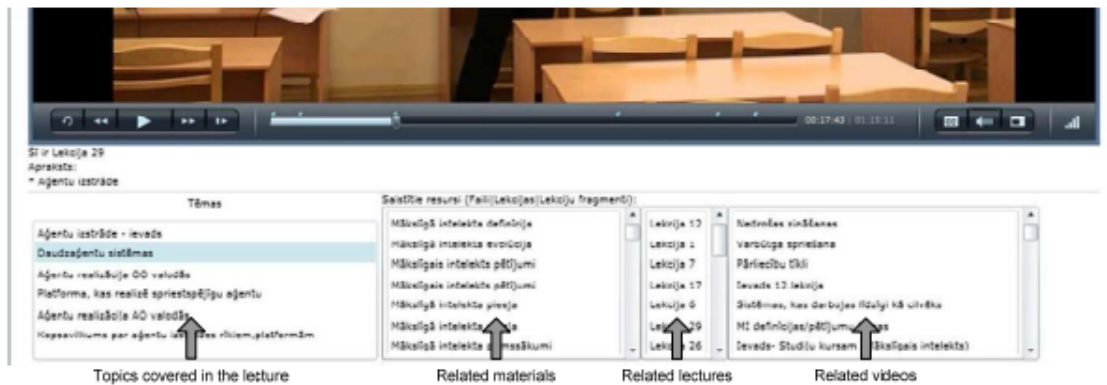 00:17:43 | 01:15:11
Šī ir Lekcija 29
Apraksts:
* Aģentu izstrāde
Tēmas
Saistītie resursi (Faili|Lekcijas|Lekciju fragmenti):
Aģentu izstrāde - ievads
Daudzaģentu sistēmas
Aģentu realizācija OO valodās
Platforma, kas realizē spriestspējīgu aģentu
Aģentu realizācija AO valodās
Kopsavilkums par aģentu rīkiem,platformām
Mākslīgā intelekta definīcija
Mākslīgā intelekta evolūcija
Mākslīgais intelekts pētījumi
Mākslīgais intelekts pētījumi
Mākslīgā intelekta pieeja
Mākslīgā intelekta
Mākslīgā intelekta
Lekcija 12
Lekcija 1
Lekcija 7
Lekcija 17
Lekcija 6
29
26
Nedrošas zināšanas
Varbūtīga spriešana
Pārliecību tīkli
Ievads 12 lekcija
Sistēmas, kas darbojas līdzīgi kā cilvēks
MI definīcijas/pētījumu
Ievads- Studiju kursam intelekts)
Topics covered in the lecture
Related materials
Related lectures
Related videos